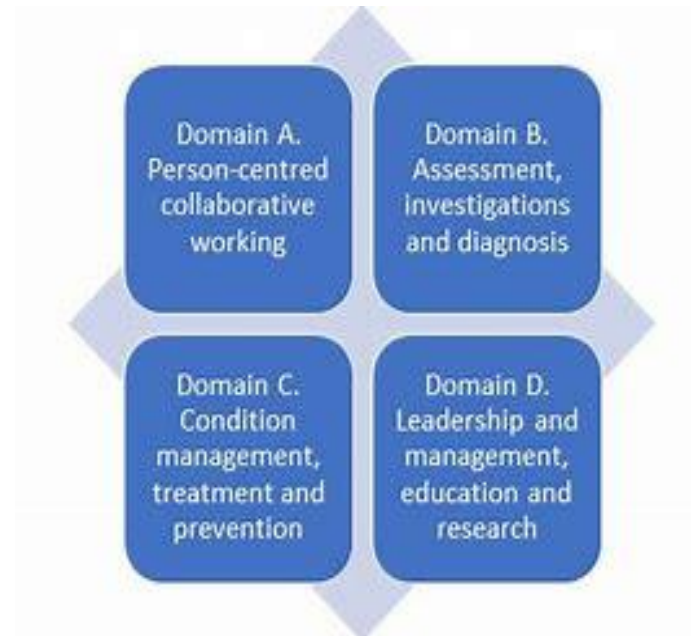 Domain A.
Person-centred
collaborative
working
Domain B.
Assessment,
investigations
and diagnosis
Domain C.
Condition
management,
treatment and
prevention
Domain D.
Leadership and
management,
education and
research